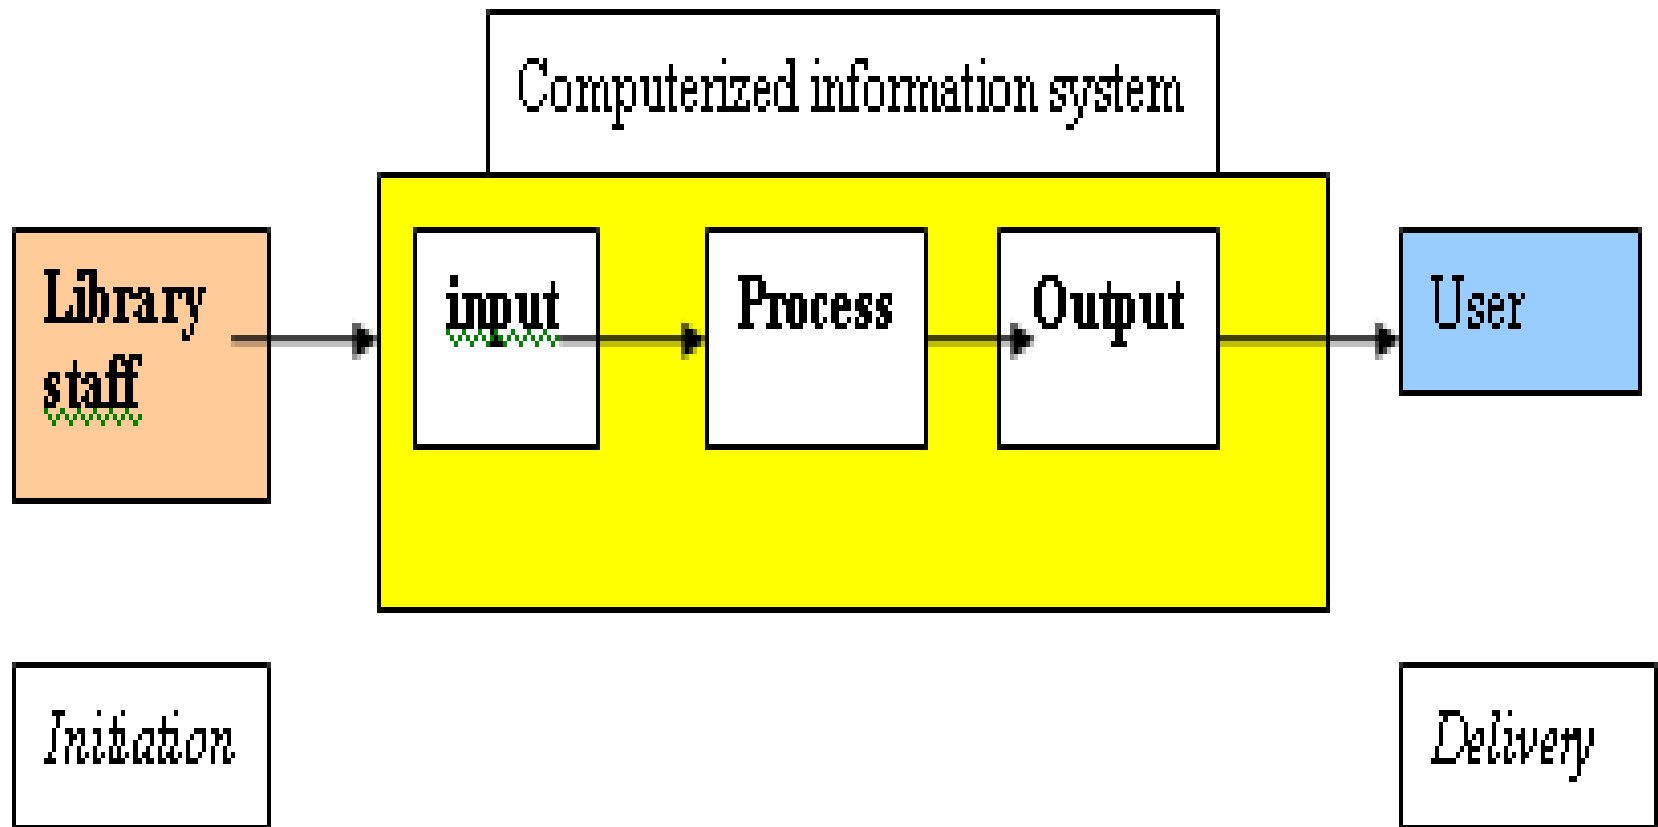 Computerized information system
Library
staff
input
Process
Output
User
Initiation
Delivery